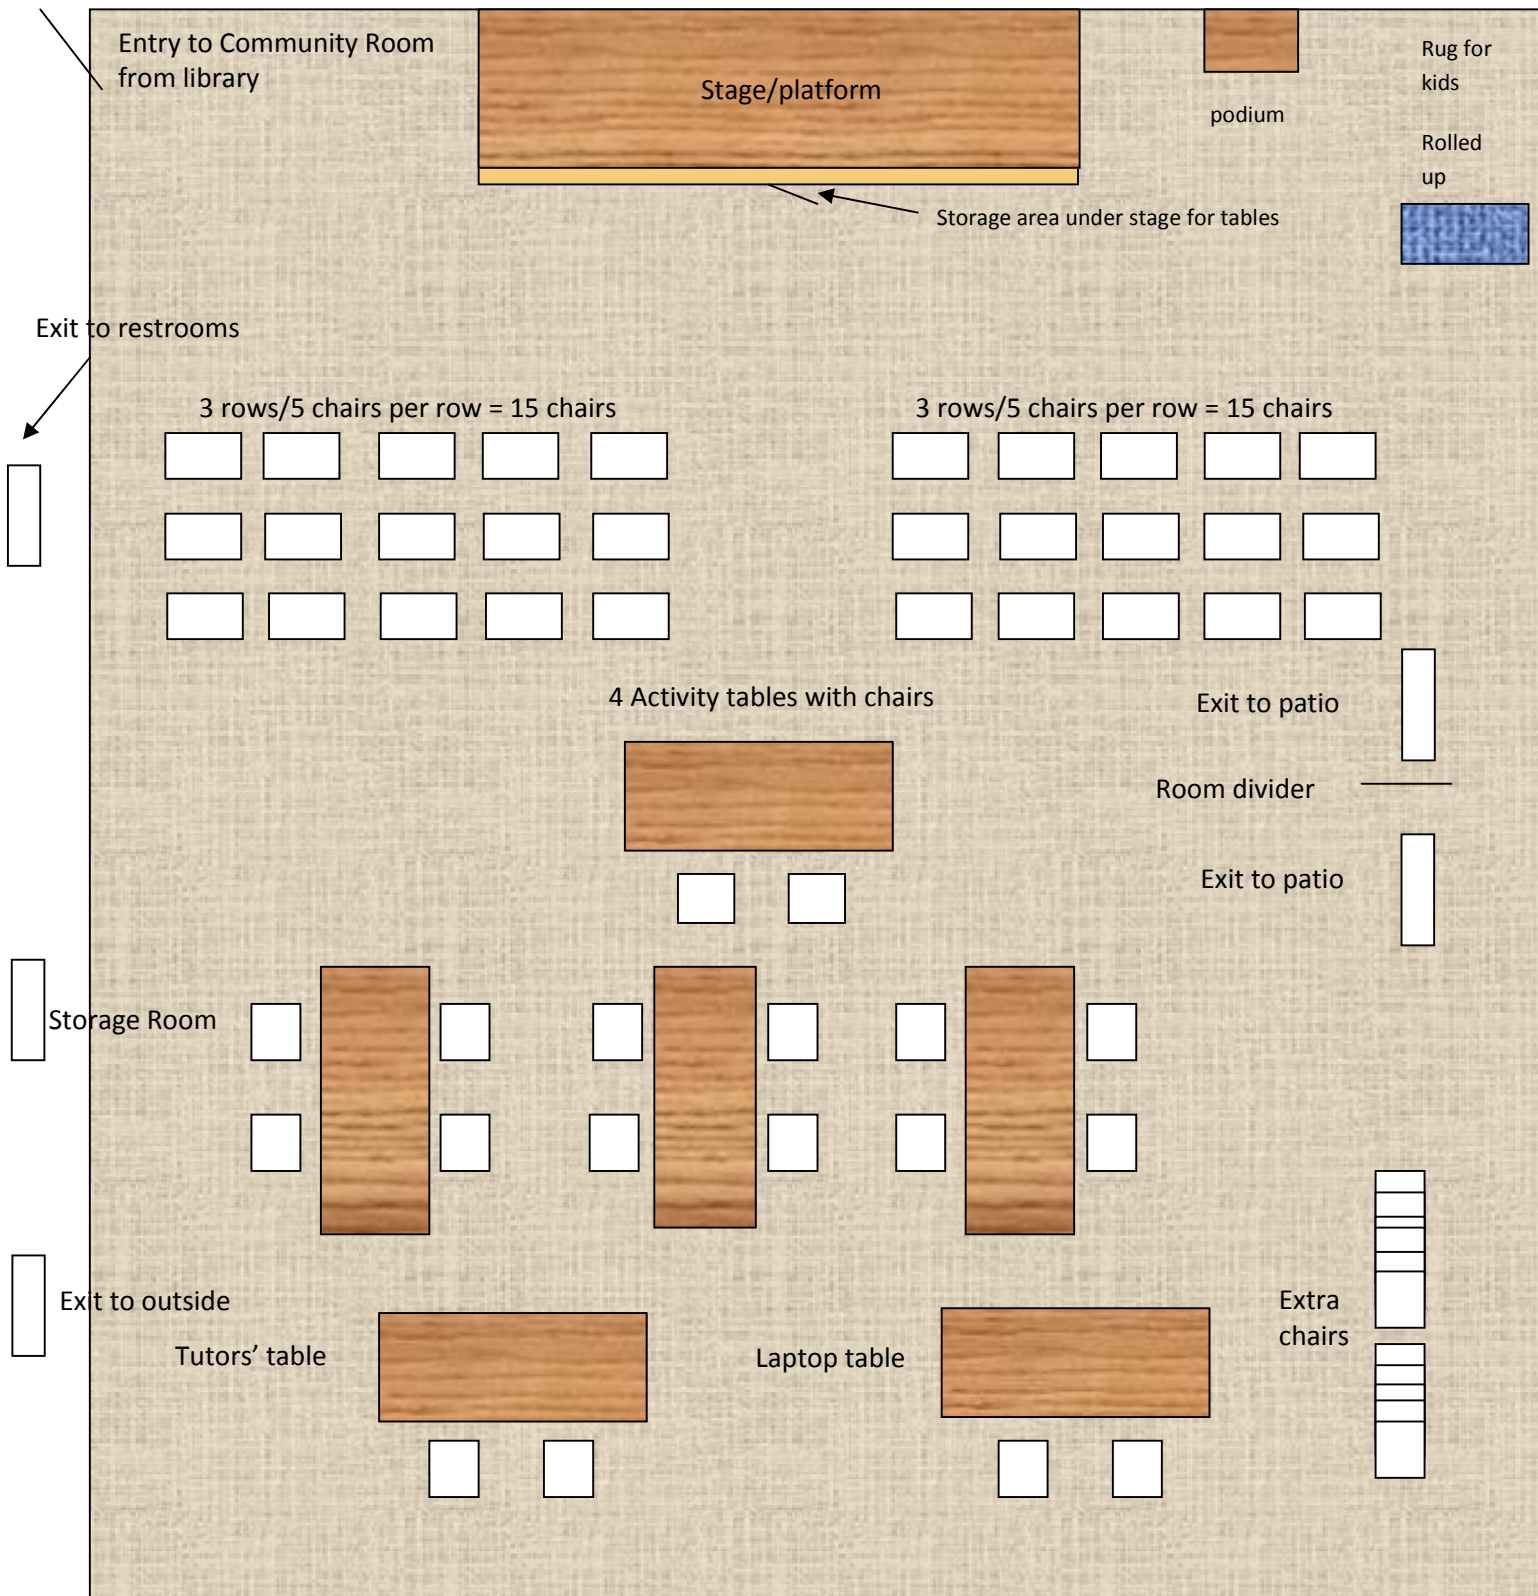 Entry to Community Room
from library
Stage/platform
podium
Rug for
kids
Rolled
up
Storage area under stage for tables
Exit to restrooms
3 rows/5 chairs per row = 15 chairs
3 rows/5 chairs per row = 15 chairs
4 Activity tables with chairs
Exit to patio
Room divider
Exit to patio
Storage Room
Exit to outside
Tutors’ table
Laptop table
Extra
chairs